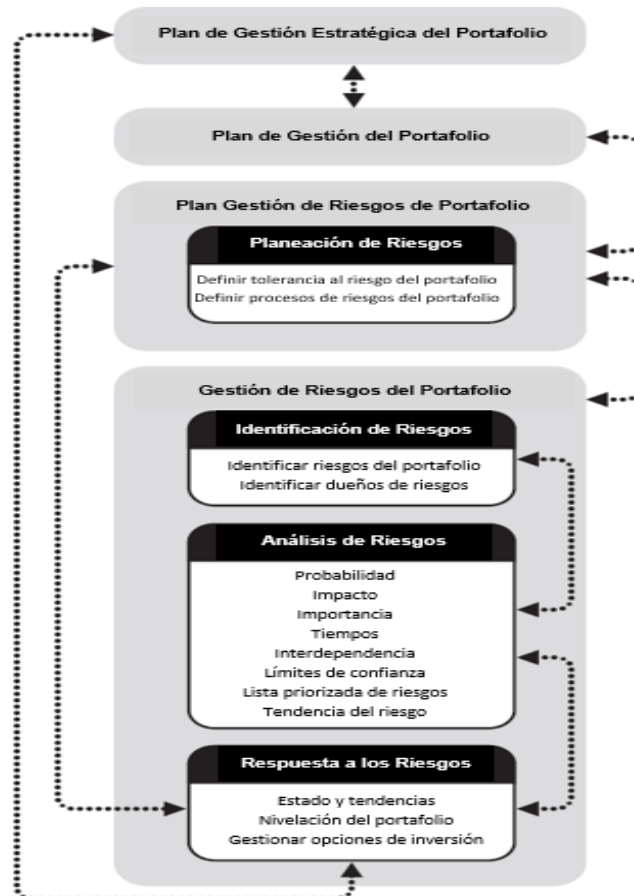 Plan de Gestión Estratégica del Portafolio
Plan de Gestión del Portafolio
Plan Gestión de Riesgos de Portafolio
Planeación de Riesgos
Definir tolerancia al riesgo del portafolio
Definir procesos de riesgos del portafolio
Gestión de Riesgos del Portafolio
Identificación de Riesgos
Identificar riesgos del portafolio
Identificar dueños de riesgos
Análisis de Riesgos
Probabilidad
Impacto
Importancia
Tiempos
Interdependencia
Límites de confianza
Lista priorizada de riesgos
Tendencia del riesgo
Respuesta a los Riesgos
Estado y tendencias
Nivelación del portafolio
Gestionar opciones de inversión